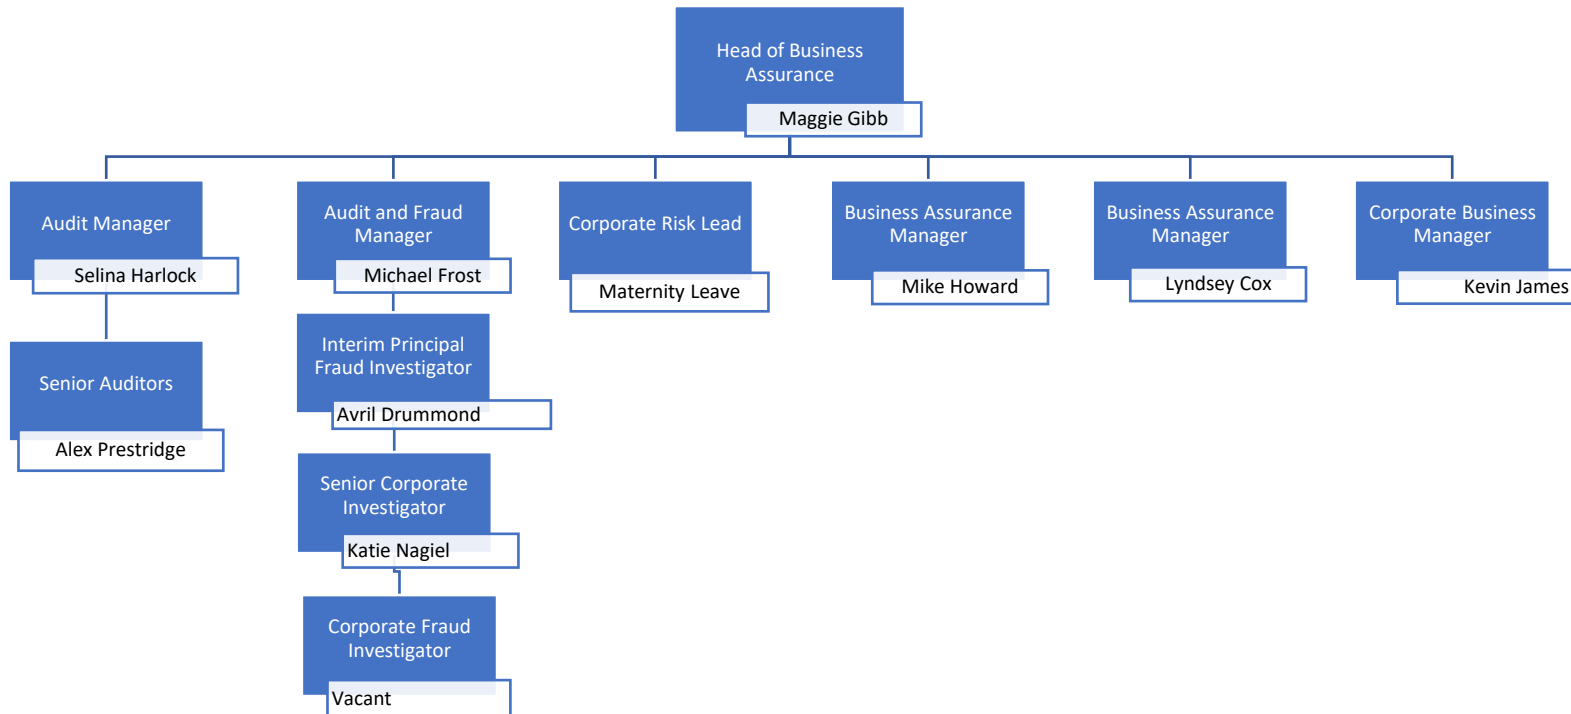 Head of Business
Assurance
Maggie Gibb
Audit Manager
Selina Harlock
Audit and Fraud
Manager
Michael Frost
Corporate Risk Lead
Maternity Leave
Business Assurance
Manager
Mike Howard
Business Assurance
Manager
Lyndsey Cox
Corporate Business
Manager
Kevin James
Senior Auditors
Alex Prestridge
Interim Principal
Fraud Investigator
Avril Drummond
Senior Corporate
Investigator
Katie Nagiel
Corporate Fraud
Investigator
Vacant